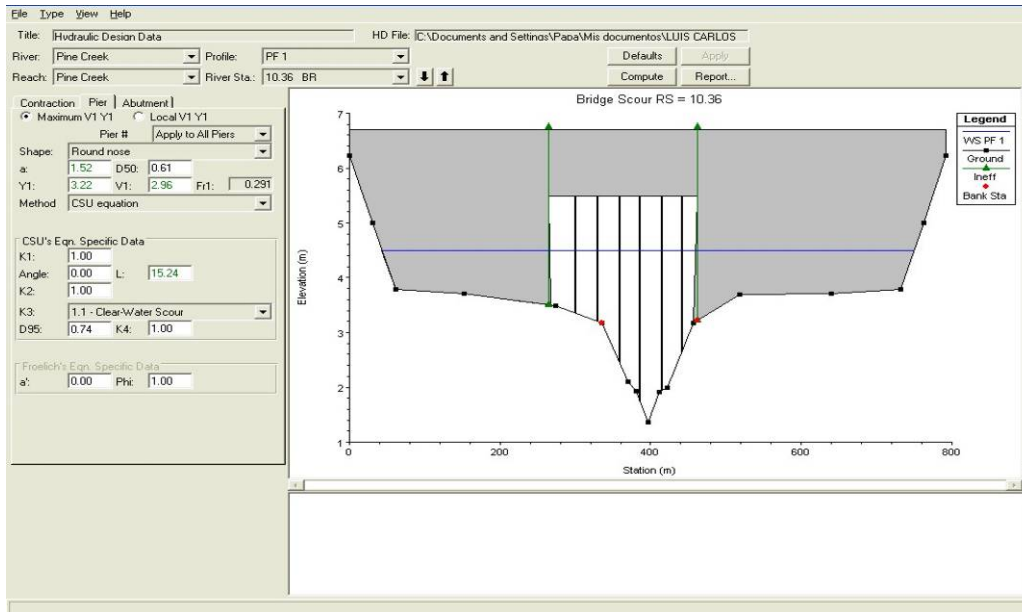 File Type View Help
Title: Hydraulic Design Data HD File: C:\Documents and Settings\Papa\Mis documentos\LUIS CARLOS
River: Pine Creek Profile: PF 1 Defaults Apply
Reach: Pine Creek River Sta.: 10.36 BR Compute Report...
Contraction Pier Abutment
Maximum V1 Y1 Local V1 Y1
Pier # Apply to All Piers
Shape: Round nose
a: 1.52 D50: 0.61
Y1: 3.22 V1: 2.96 Fr1: 0.291
Method CSU equation
CSU's Eqn. Specific Data
K1: 1.00
Angle: 0.00 L: 15.24
K2: 1.00
K3: 1.1 - Clear-Water Scour
D95: 0.74 K4: 1.00
Froelich's Eqn. Specific Data
a': 0.00 Phi: 1.00
Bridge Scour RS = 10.36
7
6
5
4
3
2
1
Elevation (m)
0 200 400 600 800
Station (m)
Legend
WS PF 1
Ground
Ineff
Bank Sta